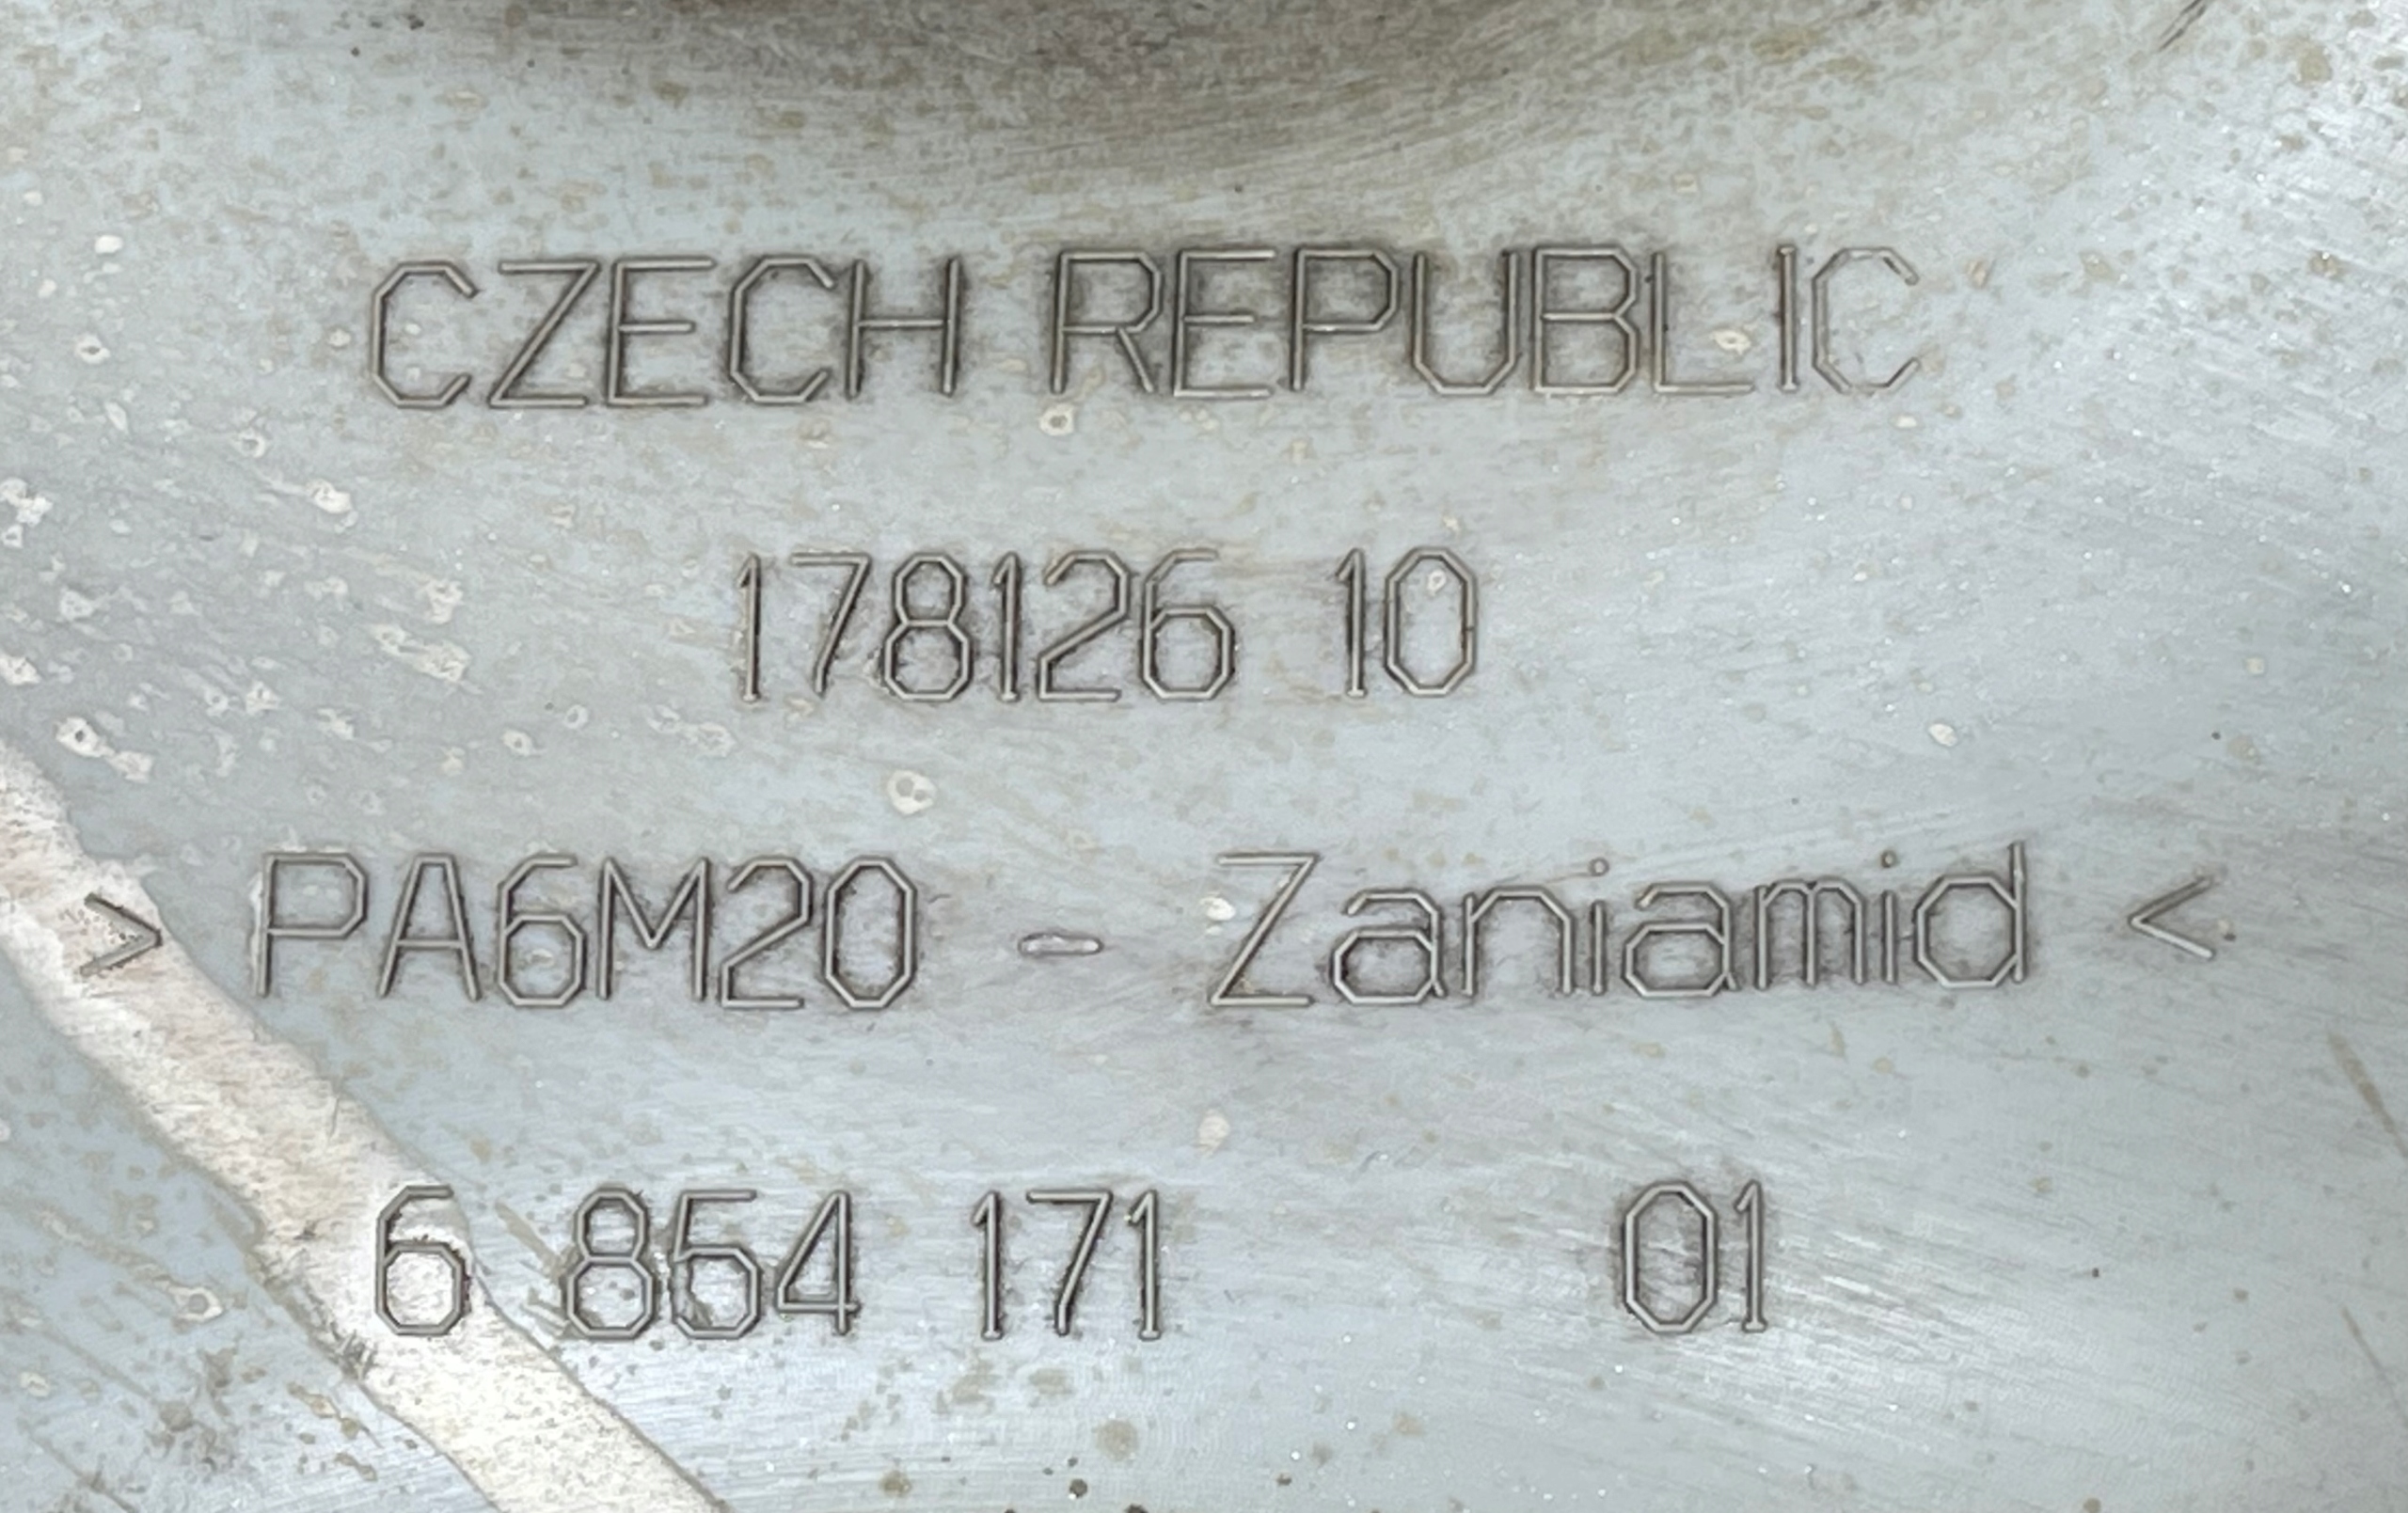 CZECH REPUBLIC
178126 10
> PA6M20 - Zaniamid <
6 854 171 01